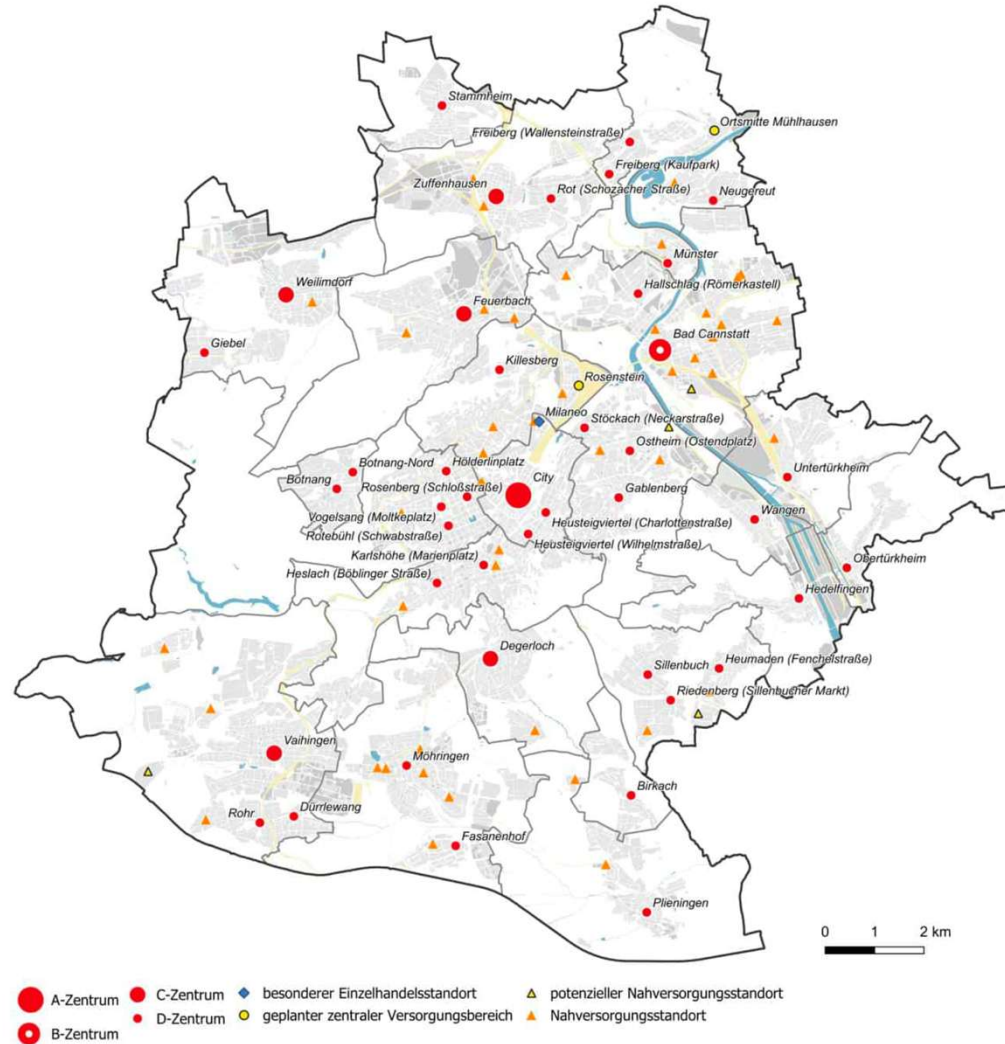 Stammheim
Ortsmitte Mühlhausen
Freiberg (Wallensteinstraße)
Freiberg (Kaufpark)
Zuffenhausen
Rot (Schozacher Straße)
Neugereut
Münster
Weilimdorf
Hallschlag (Römerkastell)
Feuerbach
Bad Cannstatt
Giebel
Killesberg
Rosenstein
Milaneo
Stöckach (Neckarstraße)
Ostheim (Ostendplatz)
Botnang-Nord
Hölderlinplatz
Untertürkheim
Botnang
Rosenberg (Schloßstraße)
City
Gablenberg
Vogelsang (Moltkeplatz)
Wangen
Heusteigviertel (Charlottenstraße)
Rotebühl (Schwabstraße)
Heusteigviertel (Wilhelmstraße)
Karlshöhe (Marienplatz)
Obertürkheim
Heslach (Böblinger Straße)
Hedelfingen
Degerloch
Sillenbuch
Heumaden (Fenchelstraße)
Riedenberg (Sillenbucher Markt)
Vaihingen
Möhringen
Birkach
Rohr
Dürrlewang
Fasanenhof
Plieningen
0 1 2 km
A-Zentrum
C-Zentrum
besonderer Einzelhandelsstandort
potenzieller Nahversorgungsstandort
B-Zentrum
D-Zentrum
geplanter zentraler Versorgungsbereich
Nahversorgungsstandort